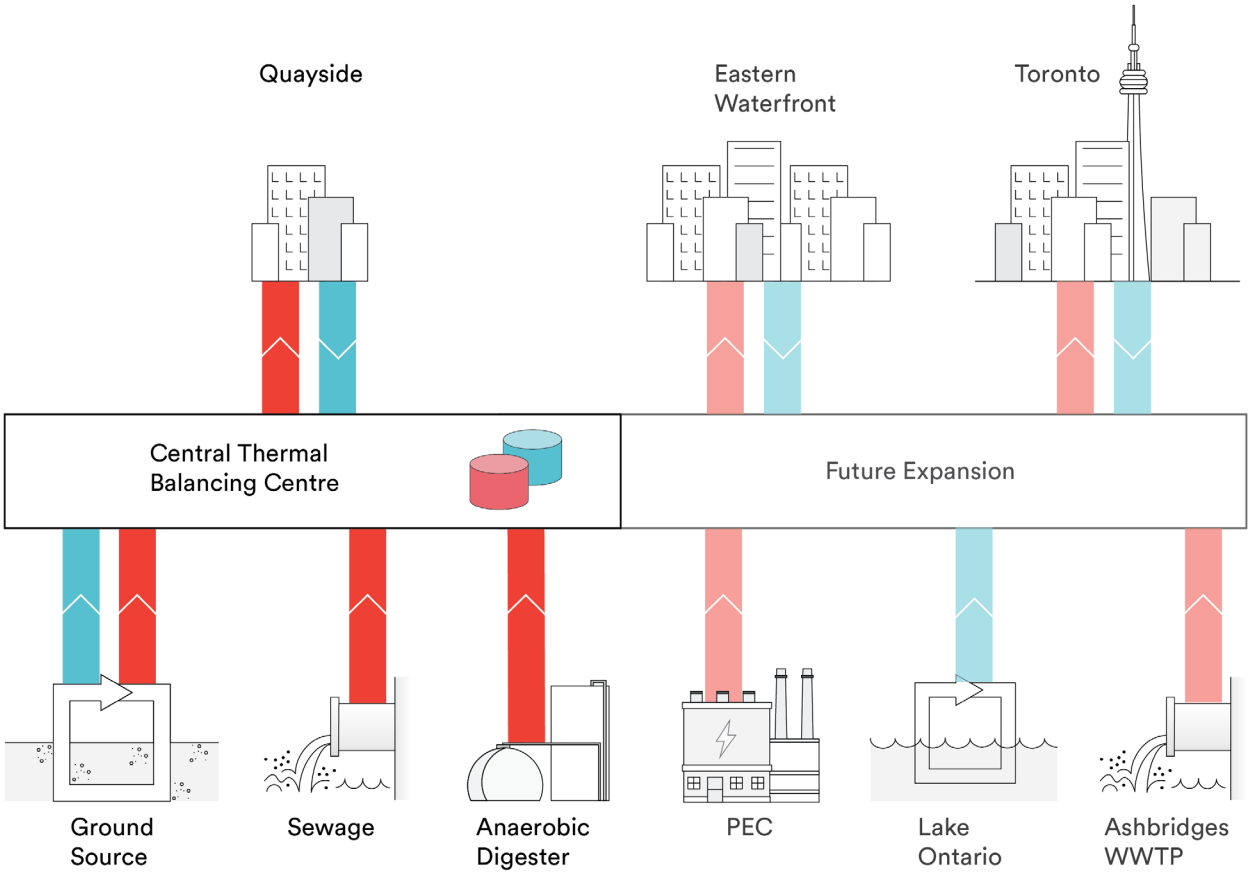 Quayside
Eastern
Waterfront
Toronto
Central Thermal
Balancing Centre
Future Expansion
Ground
Source
Sewage
Anaerobic
Digester
PEC
Lake
Ontario
Ashbridges
WWTP